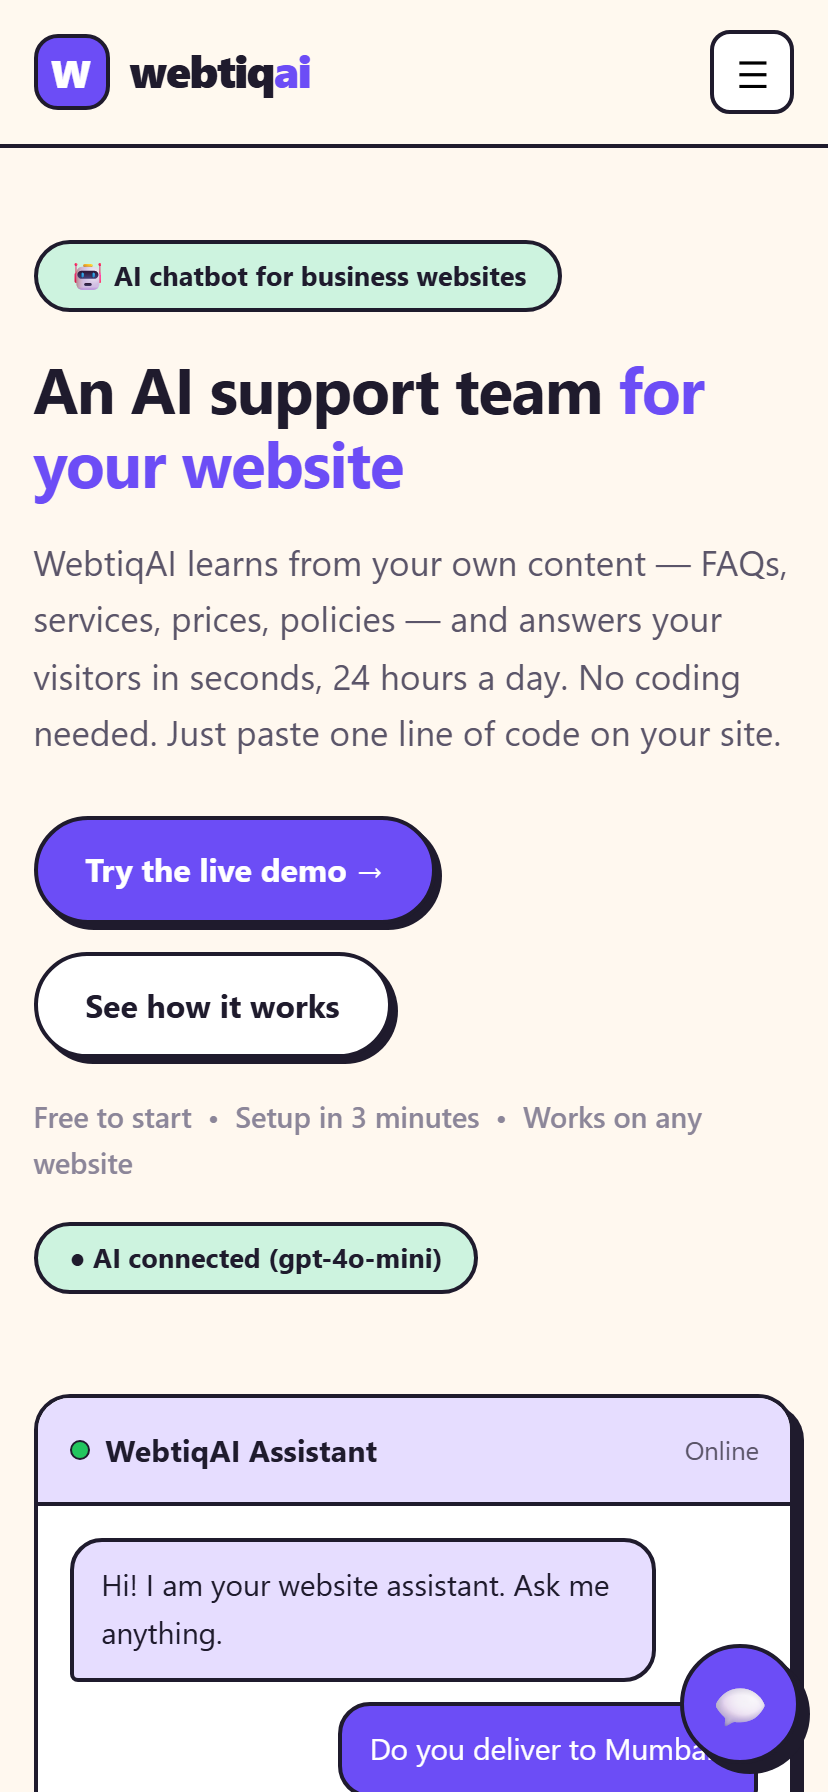 W webtiqai
AI chatbot for business websites
An AI support team for
your website
WebtiqAI learns from your own content — FAQs,
services, prices, policies — and answers your
visitors in seconds, 24 hours a day. No coding
needed. Just paste one line of code on your site.
Try the live demo →
See how it works
Free to start • Setup in 3 minutes • Works on any
website
● AI connected (gpt-4o-mini)
WebtiqAI Assistant Online
Hi! I am your website assistant. Ask me
anything.
Do you deliver to